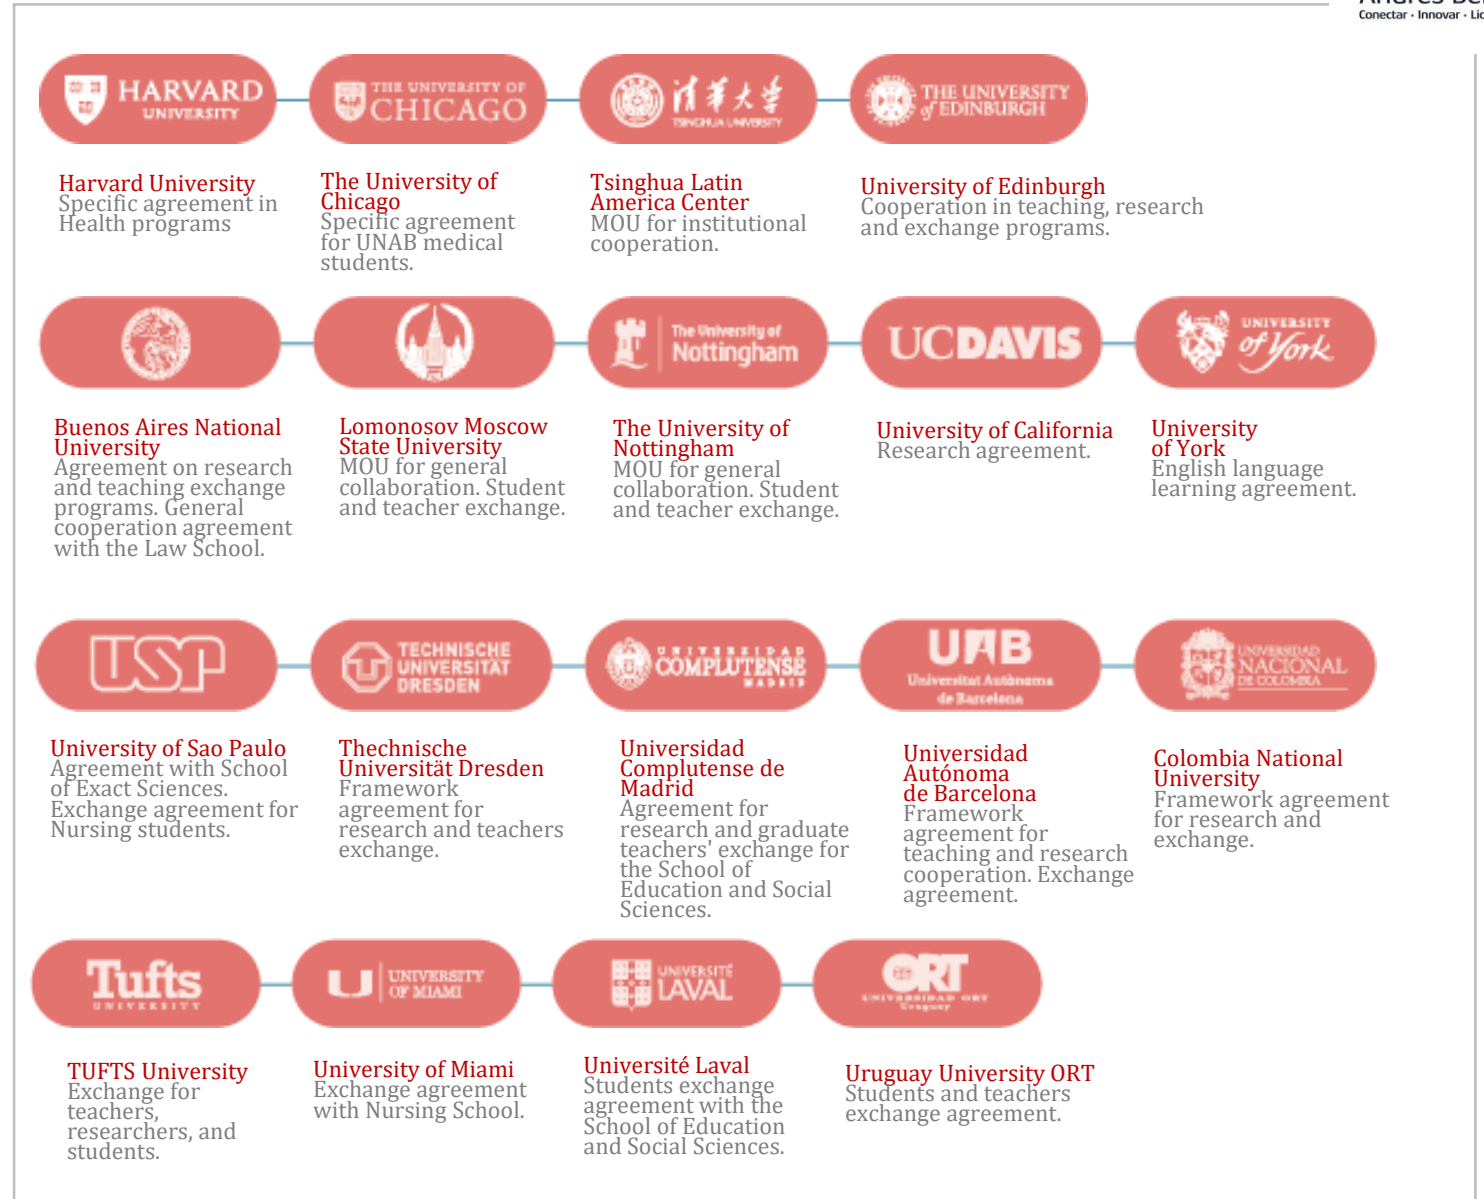 Conectar · Innovar ·
HARVARD
UNIVERSITY
THE UNIVERSITY OF
CHICAGO
清華大学
TSINGHUA UNIVERSITY
THE UNIVERSITY
of EDINBURGH
Harvard University
Specific agreement in
Health programs
The University of
Chicago
Specific agreement
for UNAB medical
students.
Tsinghua Latin
America Center
MOU for institutional
cooperation.
University of Edinburgh
Cooperation in teaching, research
and exchange programs.
The University of
Nottingham
UCDAVIS
UNIVERSITY
of York
Buenos Aires National
University
Agreement on research
and teaching exchange
programs. General
cooperation agreement
with the Law School.
Lomonosov Moscow
State University
MOU for general
collaboration. Student
and teacher exchange.
The University of
Nottingham
MOU for general
collaboration. Student
and teacher exchange.
University of California
Research agreement.
University
of York
English language
learning agreement.
USP
TECHNISCHE
UNIVERSITÄT
DRESDEN
UNIVERSIDAD
COMPLUTENSE
MADRID
UAB
Universitat Autònoma
de Barcelona
UNIVERSIDAD
NACIONAL
DE COLOMBIA
University of Sao Paulo
Agreement with School
of Exact Sciences.
Exchange agreement for
Nursing students.
Thechnische
Universität Dresden
Framework
agreement for
research and teachers
exchange.
Universidad
Complutense de
Madrid
Agreement for
research and graduate
teachers' exchange for
the School of
Education and Social
Sciences.
Universidad
Autónoma
de Barcelona
Framework
agreement for
teaching and research
cooperation. Exchange
agreement.
Colombia National
University
Framework agreement
for research and
exchange.
Tufts
UNIVERSITY
U UNIVERSITY
OF MIAMI
UNIVERSITÉ
LAVAL
ORT
UNIVERSIDAD ORT
Uruguay
TUFTS University
Exchange for
teachers,
researchers, and
students.
University of Miami
Exchange agreement
with Nursing School.
Université Laval
Students exchange
agreement with the
School of Education
and Social Sciences.
Uruguay University ORT
Students and teachers
exchange agreement.